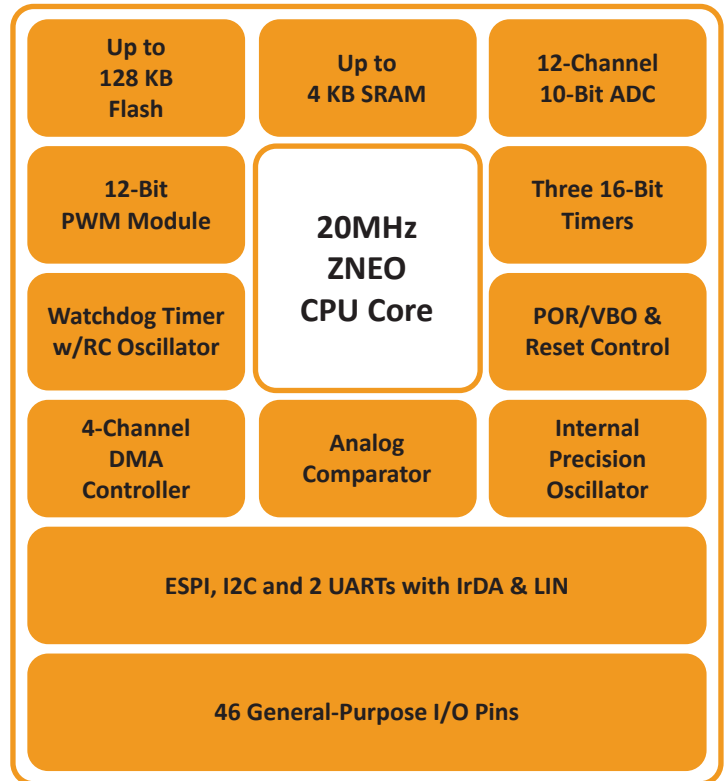 Up to
128 KB
Flash
Up to
4 KB SRAM
12-Channel
10-Bit ADC
12-Bit
PWM Module
20MHz
ZNEO
CPU Core
Three 16-Bit
Timers
Watchdog Timer
w/RC Oscillator
POR/VBO &
Reset Control
4-Channel
DMA
Controller
Analog
Comparator
Internal
Precision
Oscillator
ESPI, I2C and 2 UARTs with IrDA & LIN
46 General-Purpose I/O Pins